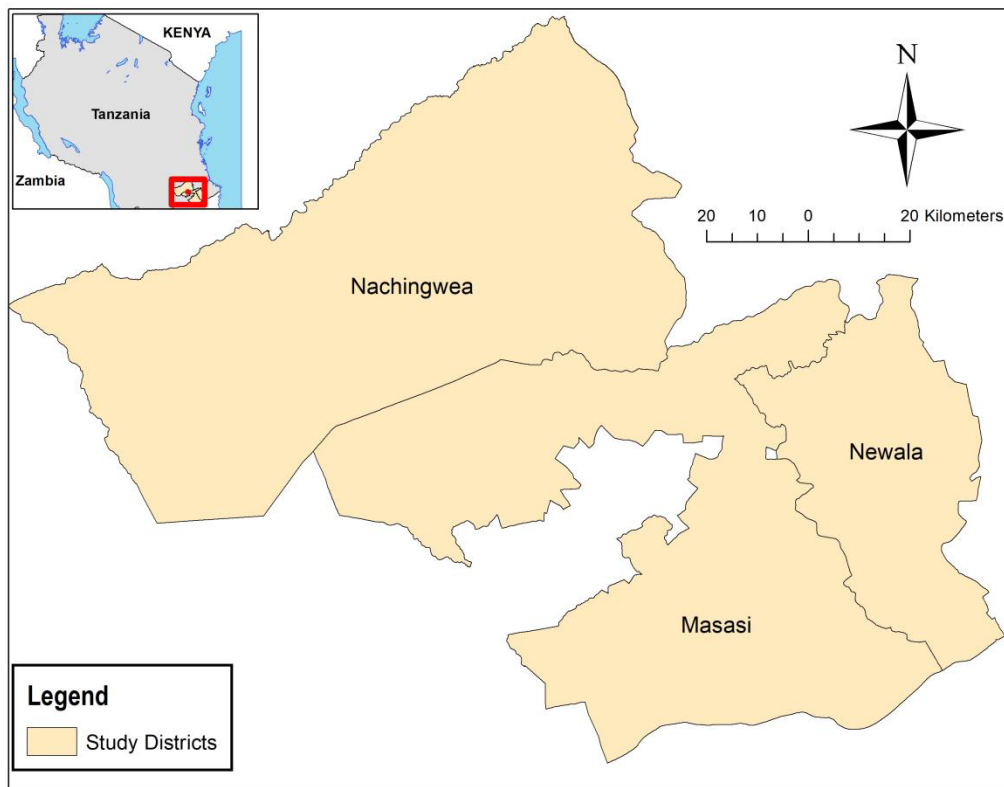 KENYA
Tanzania
Zambia
N
20 10 0 20 Kilometers
Nachingwea
Newala
Masasi
Legend
Study Districts